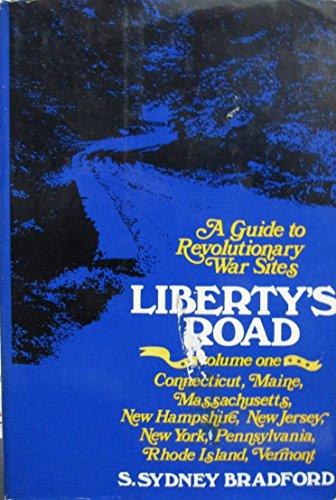 A Guide to
Revolutionary
War Sites
LIBERTY'S
ROAD
volume one
Connecticut, Maine,
Massachusetts,
New Hampshire, New Jersey,
New York, Pennsylvania,
Rhode Island, Vermont
S. SYDNEY BRADFORD